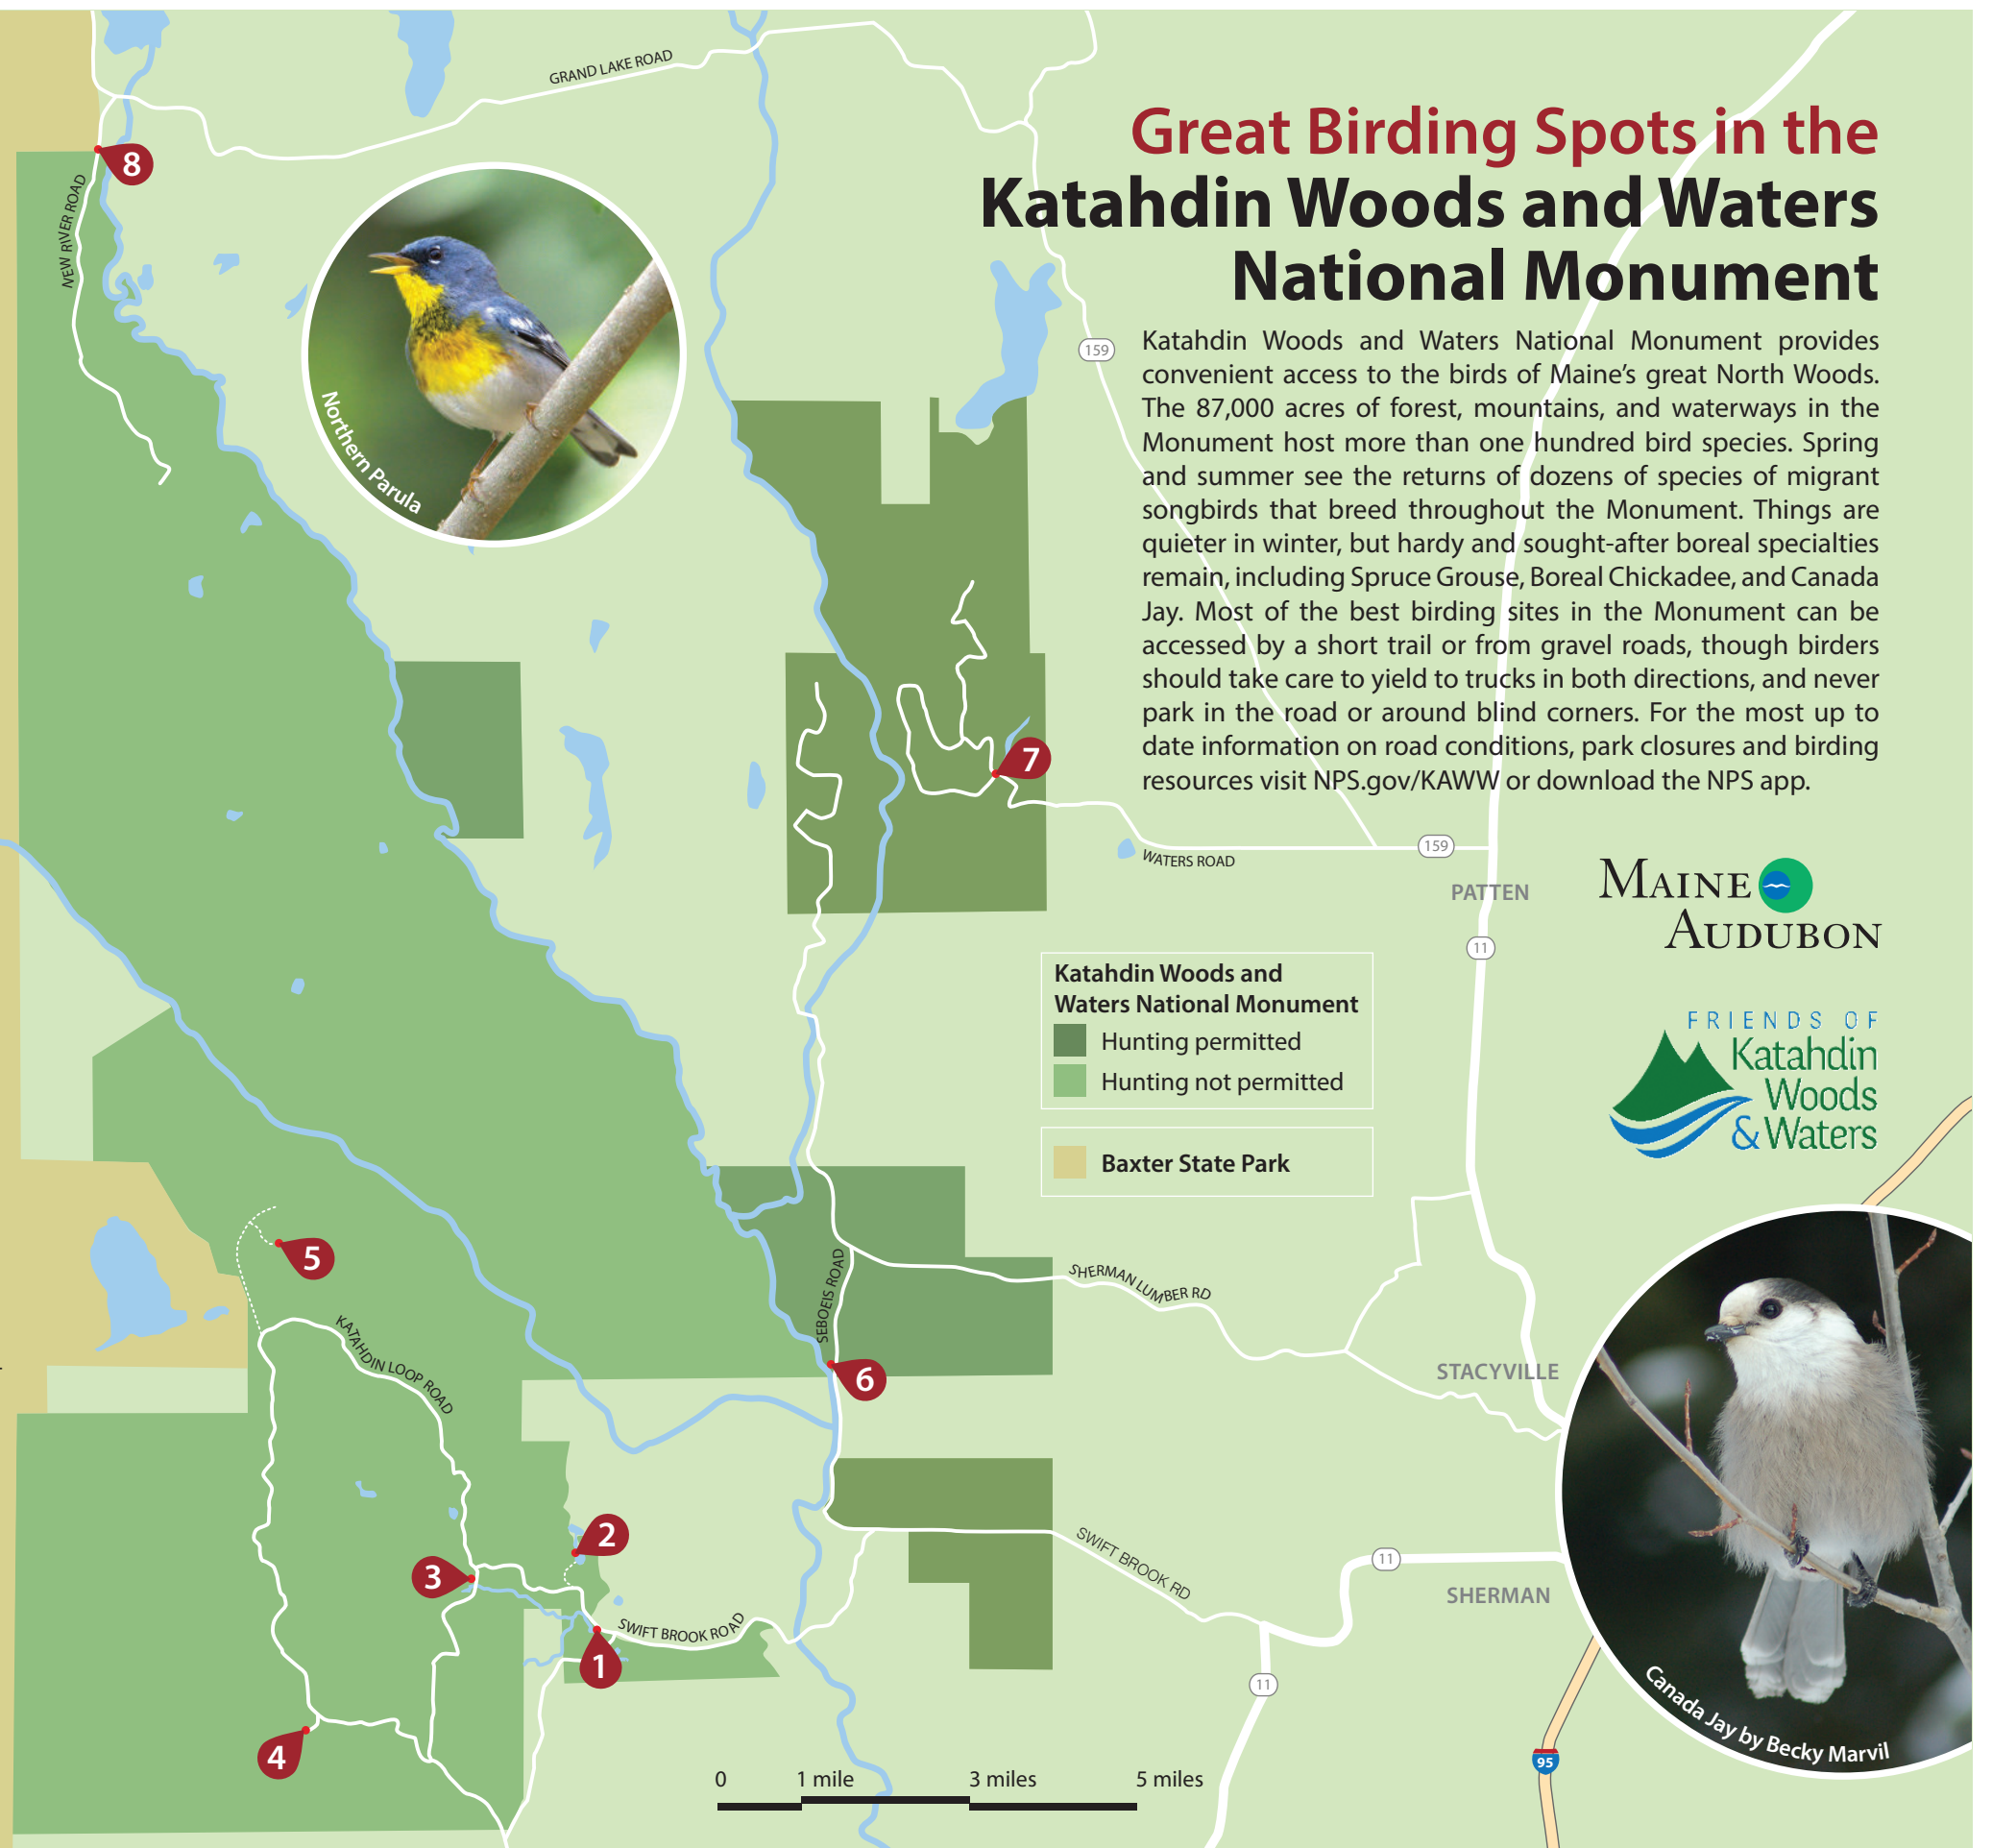 GRAND LAKE ROAD
Great Birding Spots in the
Katahdin Woods and Waters
National Monument
8
NEW RIVER ROAD
Northern Parula
159
Katahdin Woods and Waters National Monument provides
convenient access to the birds of Maine's great North Woods.
The 87,000 acres of forest, mountains, and waterways in the
Monument host more than one hundred bird species. Spring
and summer see the returns of dozens of species of migrant
songbirds that breed throughout the Monument. Things are
quieter in winter, but hardy and sought-after boreal specialties
remain, including Spruce Grouse, Boreal Chickadee, and Canada
Jay. Most of the best birding sites in the Monument can be
accessed by a short trail or from gravel roads, though birders
should take care to yield to trucks in both directions, and never
park in the road or around blind corners. For the most up to
date information on road conditions, park closures and birding
resources visit NPS.gov/KAWW or download the NPS app.
7
159
WATERS ROAD
PATTEN
MAINE
AUDUBON
11
Katahdin Woods and
Waters National Monument
Hunting permitted
Hunting not permitted
Baxter State Park
FRIENDS OF
Katahdin
Woods
& Waters
5
KATAHDIN LOOP ROAD
SEBOEIS ROAD
SHERMAN LUMBER RD
6
STACYVILLE
2
3
SWIFT BROOK RD
11
SHERMAN
SWIFT BROOK ROAD
1
11
4
Canada Jay by Becky Marvil
95
0 1 mile 3 miles 5 miles